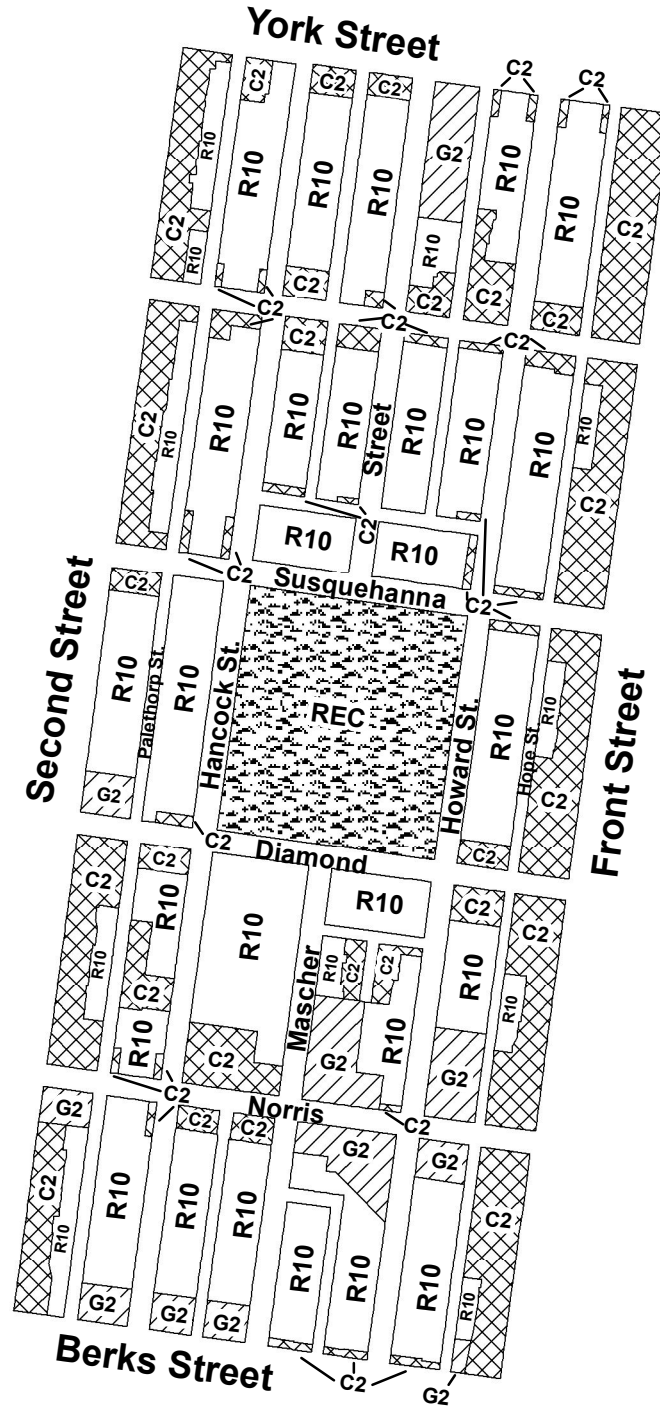 York Street
C2
C2
C2
C2
C2
R10
R10
R10
R10
G2
R10
R10
C2
C2
R10
R10
C2
C2
C2
C2
C2
C2
C2
C2
C2
C2
R10
R10
R10
R10
Street
R10
R10
R10
R10
C2
R10
R10
C2
C2
Susquehanna
C2
C2
Second Street
R10
Palethorp St.
R10
Hancock St.
REC
Howard St.
R10
Hope St.
R10
C2
Front Street
G2
C2
Diamond
C2
C2
C2
R10
R10
R10
C2
R10
C2
R10
C2
C2
Mascher
R10
R10
R10
C2
R10
C2
G2
G2
C2
Norris
C2
G2
C2
C2
G2
G2
C2
R10
R10
R10
R10
R10
R10
R10
C2
R10
G2
G2
G2
C2
G2
Berks Street